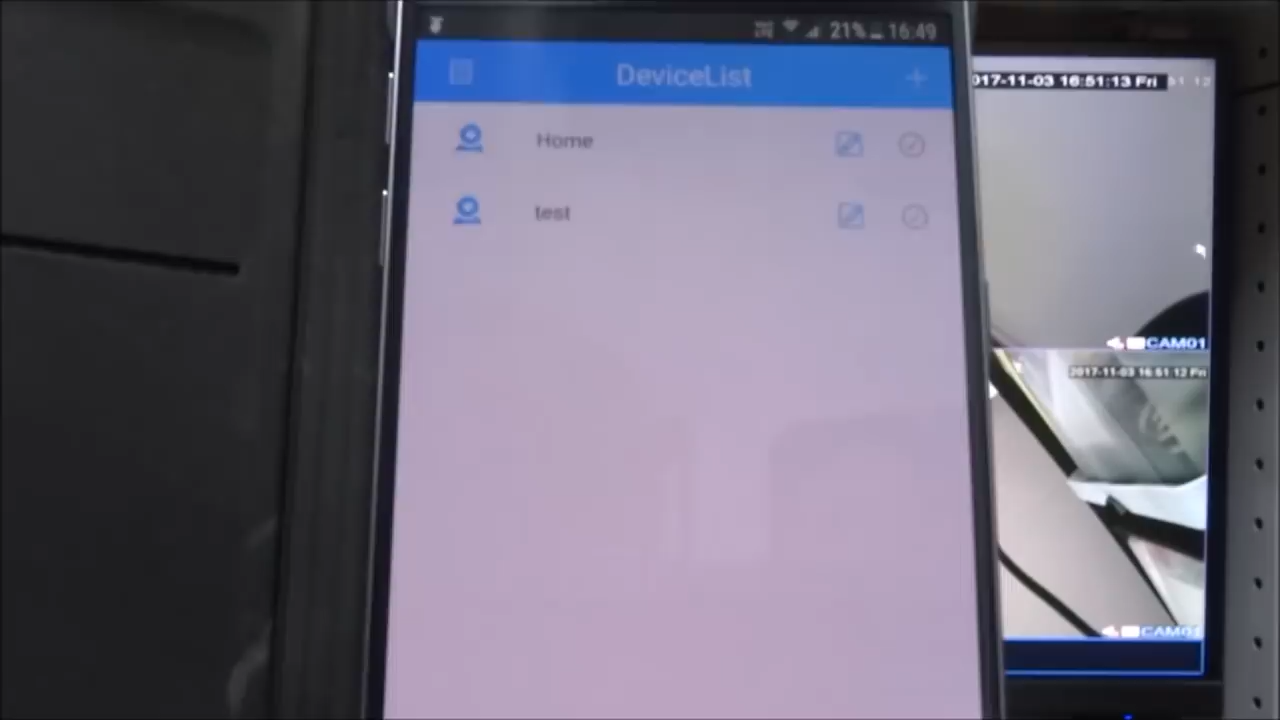 21% 16:49
DeviceList
Home
test
017-11-03 16:51:13 Fri
CAM01
2017-11-03 16:51:12 Fri
CAM01